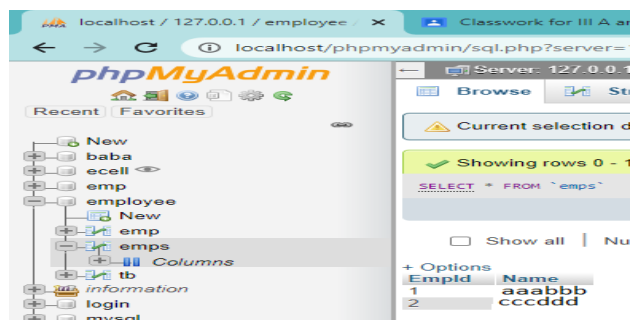 localhost / 127.0.0.1 / employee /
Classwork for III A a
localhost/phpmyadmin/sql.php?server=
phpMyAdmin
Recent Favorites
New
baba
ecell
emp
employee
New
emp
emps
Columns
tb
information
login
mysql
Server: 127.0.0.1
Browse St
Current selection d
Showing rows 0 - 1
SELECT * FROM `emps`
Show all Nu
+ Options
EmpId Name
1 aaabbb
2 cccddd